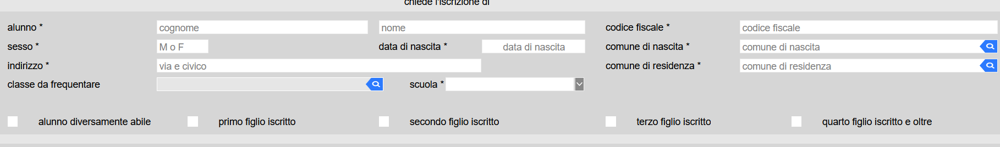 chiede l'iscrizione di
alunno * cognome nome codice fiscale * codice fiscale
sesso * M o F data di nascita * data di nascita comune di nascita * comune di nascita
indirizzo * via e civico comune di residenza * comune di residenza
classe da frequentare scuola *
alunno diversamente abile primo figlio iscritto secondo figlio iscritto terzo figlio iscritto quarto figlio iscritto e oltre